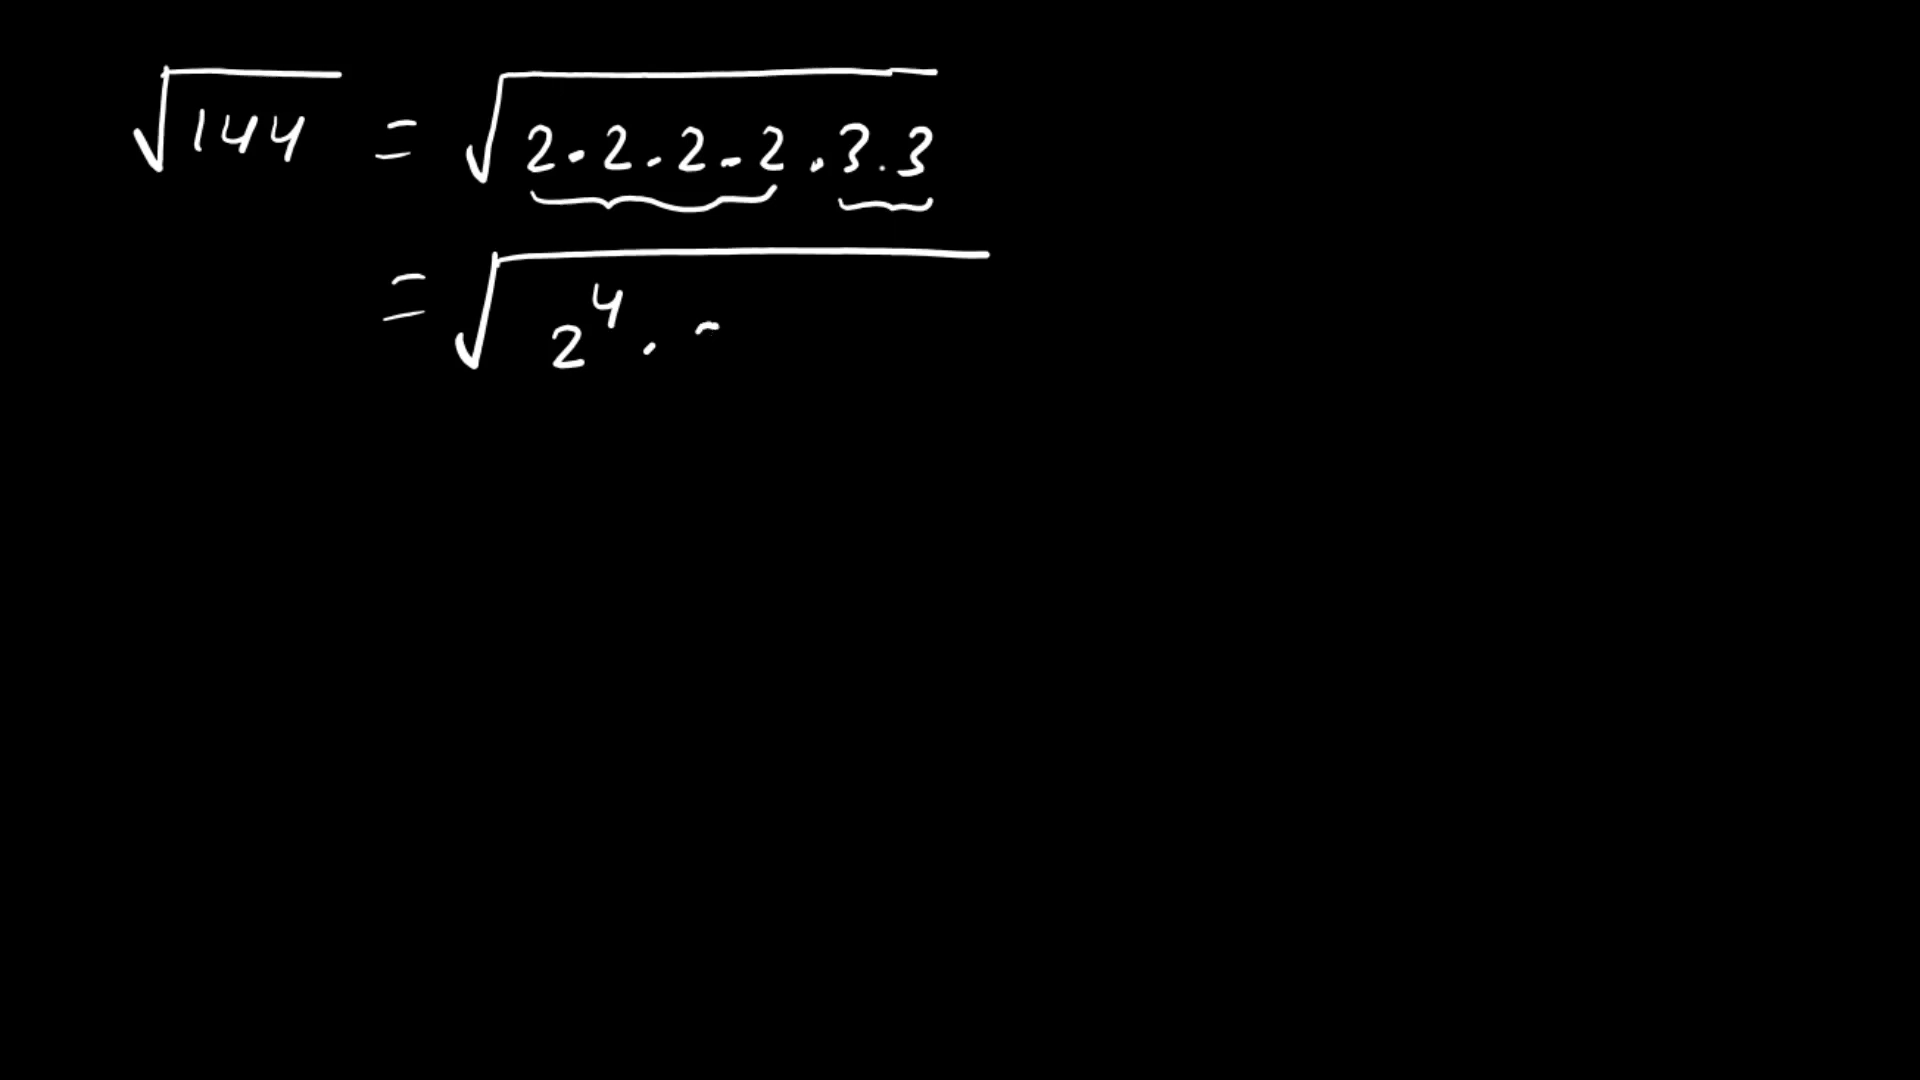 √144 = √2.2.2.2.3.3
= √2⁴.